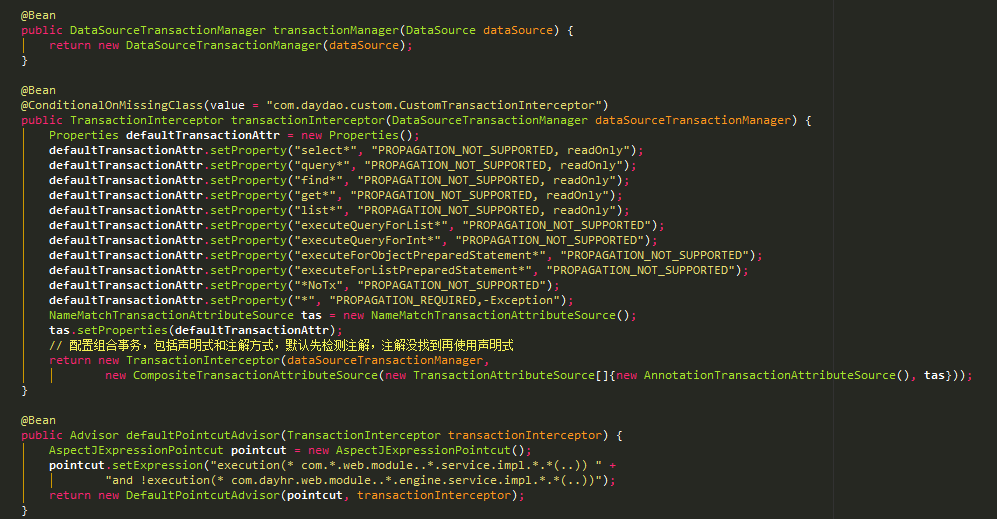 @Bean
public DataSourceTransactionManager transactionManager(DataSource dataSource) {
    return new DataSourceTransactionManager(dataSource);
}

@Bean
@ConditionalOnMissingClass(value = "com.daydao.custom.CustomTransactionInterceptor")
public TransactionInterceptor transactionInterceptor(DataSourceTransactionManager dataSourceTransactionManager) {
    Properties defaultTransactionAttr = new Properties();
    defaultTransactionAttr.setProperty("select*", "PROPAGATION_NOT_SUPPORTED, readOnly");
    defaultTransactionAttr.setProperty("query*", "PROPAGATION_NOT_SUPPORTED, readOnly");
    defaultTransactionAttr.setProperty("find*", "PROPAGATION_NOT_SUPPORTED, readOnly");
    defaultTransactionAttr.setProperty("get*", "PROPAGATION_NOT_SUPPORTED, readOnly");
    defaultTransactionAttr.setProperty("list*", "PROPAGATION_NOT_SUPPORTED, readOnly");
    defaultTransactionAttr.setProperty("executeQueryForList*", "PROPAGATION_NOT_SUPPORTED");
    defaultTransactionAttr.setProperty("executeQueryForInt*", "PROPAGATION_NOT_SUPPORTED");
    defaultTransactionAttr.setProperty("executeForObjectPreparedStatement*", "PROPAGATION_NOT_SUPPORTED");
    defaultTransactionAttr.setProperty("executeForListPreparedStatement*", "PROPAGATION_NOT_SUPPORTED");
    defaultTransactionAttr.setProperty("*NoTx", "PROPAGATION_NOT_SUPPORTED");
    defaultTransactionAttr.setProperty("*", "PROPAGATION_REQUIRED,-Exception");
    NameMatchTransactionAttributeSource tas = new NameMatchTransactionAttributeSource();
    tas.setProperties(defaultTransactionAttr);
    // 配置组合事务，包括声明式和注解方式，默认先检测注解，注解没找到再使用声明式
    return new TransactionInterceptor(dataSourceTransactionManager,
            new CompositeTransactionAttributeSource(new TransactionAttributeSource[]{new AnnotationTransactionAttributeSource(), tas}));
}

@Bean
public Advisor defaultPointcutAdvisor(TransactionInterceptor transactionInterceptor) {
    AspectJExpressionPointcut pointcut = new AspectJExpressionPointcut();
    pointcut.setExpression("execution(* com.*.web.module..*.service.impl.*.*(..)) " +
            "and !execution(* com.dayhr.web.module..*.engine.service.impl.*.*(..))");
    return new DefaultPointcutAdvisor(pointcut, transactionInterceptor);
}